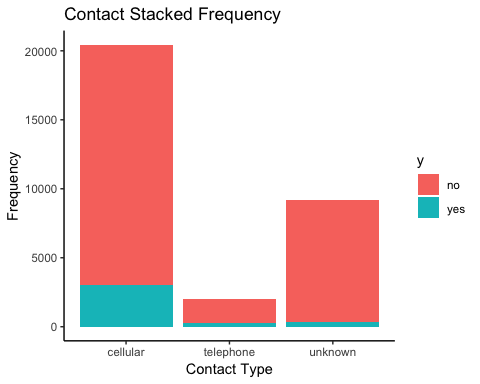 Contact Stacked Frequency
Frequency
20000
15000
10000
5000
0
cellular telephone unknown
Contact Type
y
no
yes